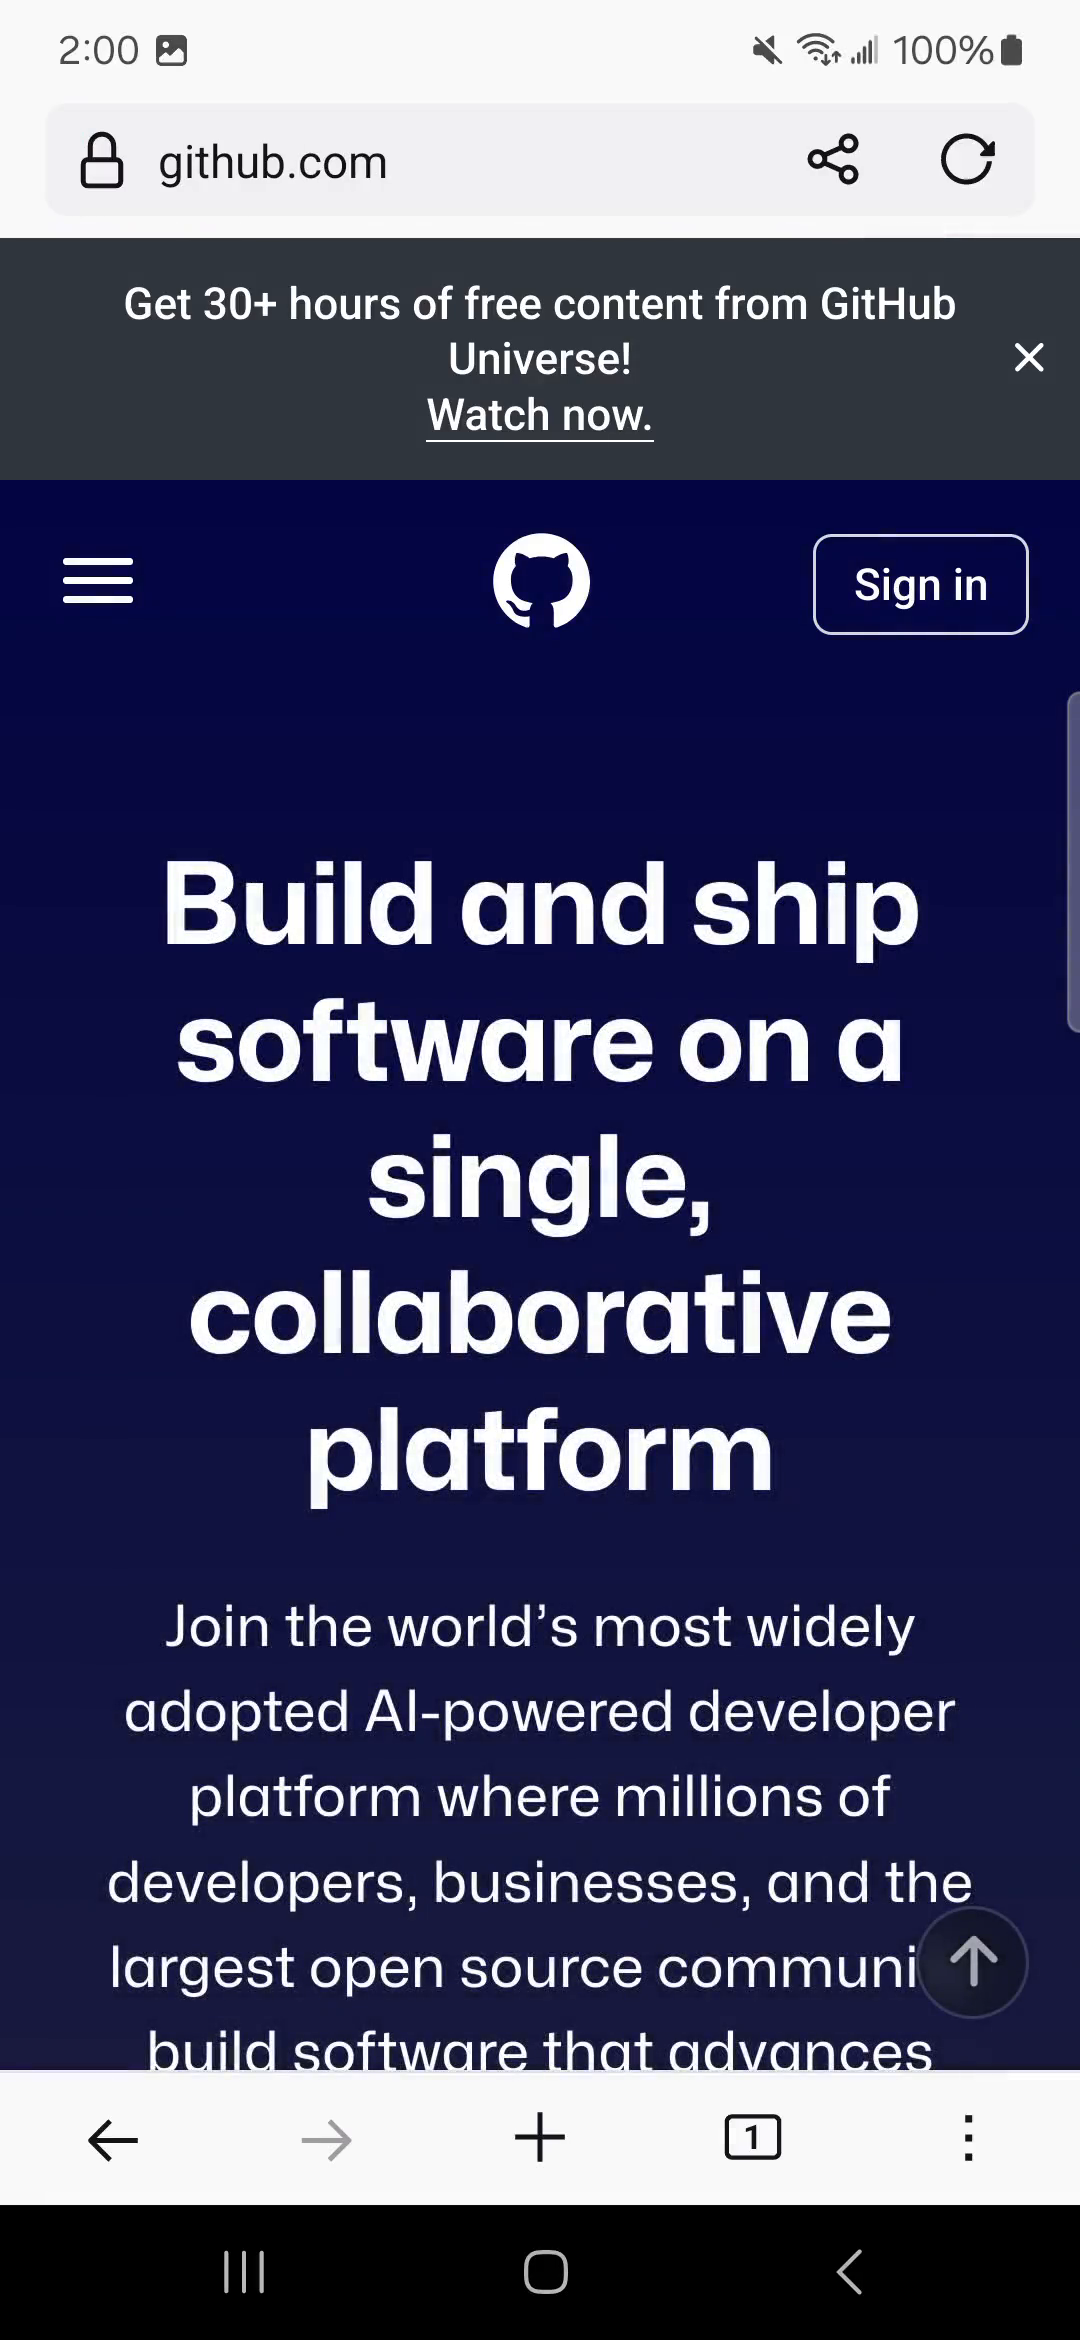 2:00
100%
github.com
Get 30+ hours of free content from GitHub
Universe!
Watch now.
Sign in
Build and ship
software on a
single,
collaborative
platform
Join the world’s most widely
adopted AI-powered developer
platform where millions of
developers, businesses, and the
largest open source communi
build software that advances
1